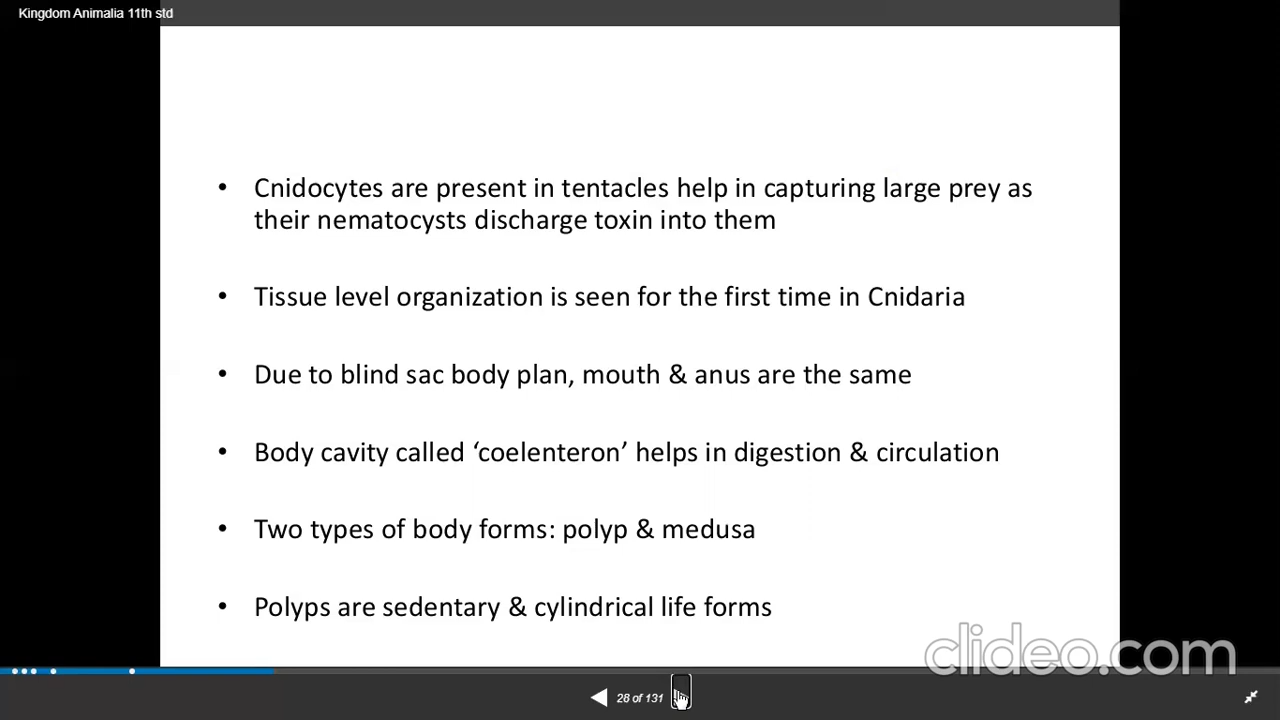 Kingdom Animalia 11th std
• Cnidocytes are present in tentacles help in capturing large prey as
their nematocysts discharge toxin into them
• Tissue level organization is seen for the first time in Cnidaria
• Due to blind sac body plan, mouth & anus are the same
• Body cavity called ‘coelenteron’ helps in digestion & circulation
• Two types of body forms: polyp & medusa
• Polyps are sedentary & cylindrical life forms
clideo.com
28 of 131